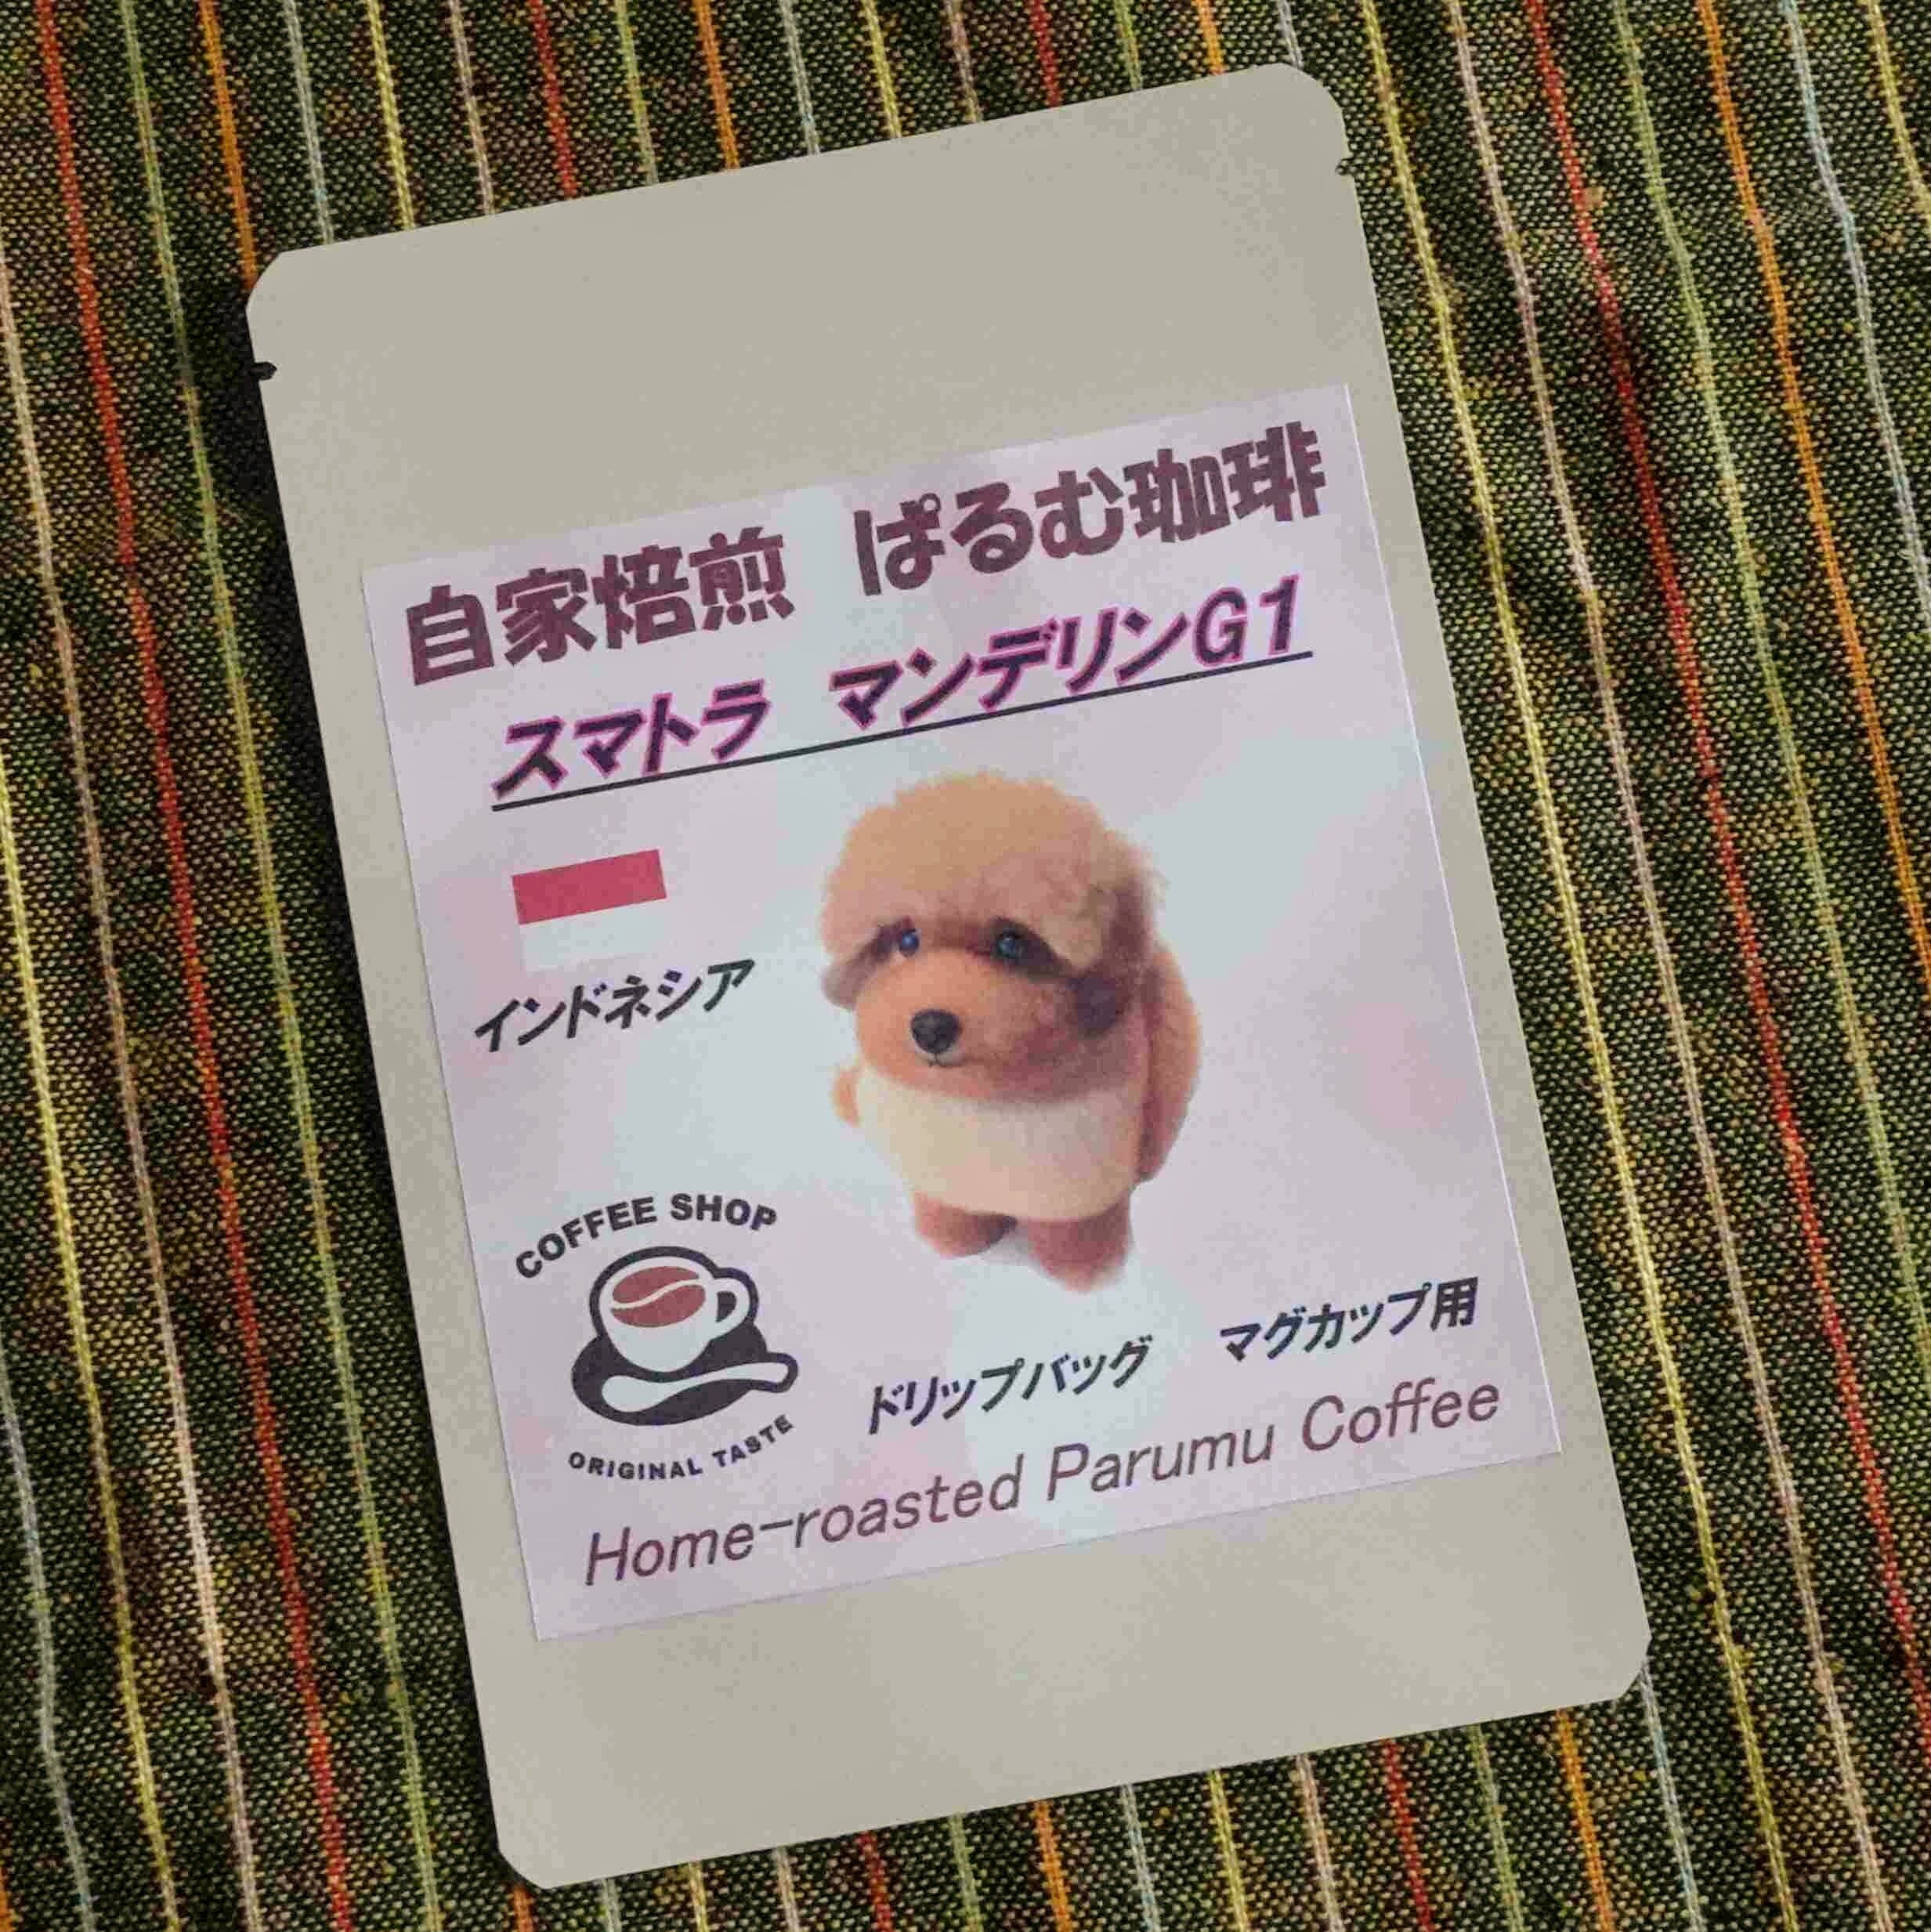 自家焙煎 ぱるむ珈琲
スマトラ マンデリンG1
インドネシア
COFFEE SHOP
ORIGINAL TASTE
ドリップバッグ マグカップ用
Home-roasted Parumu Coffee